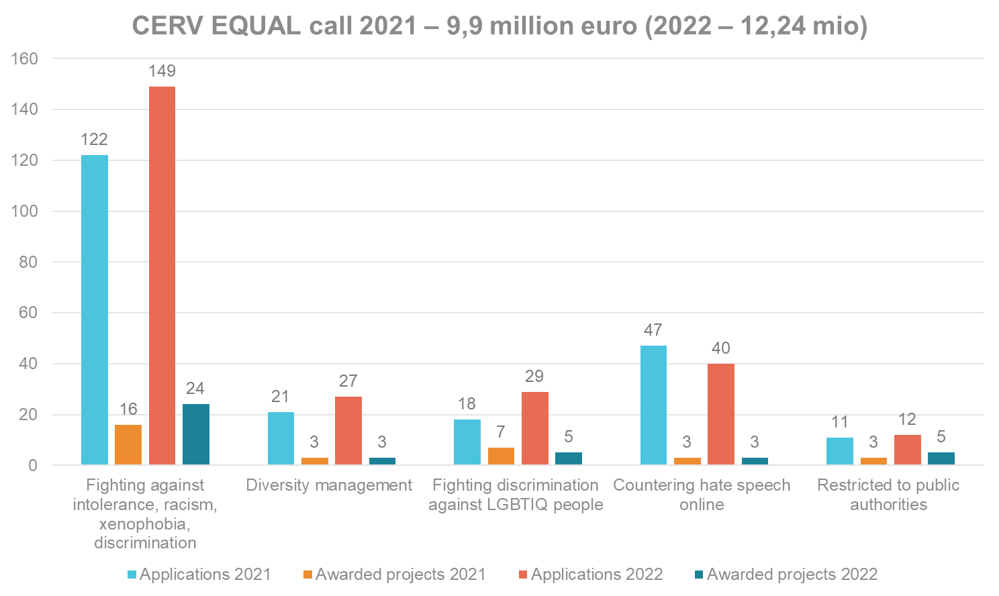 CERV EQUAL call 2021 – 9,9 million euro (2022 – 12,24 mio)
160
140
120
100
80
60
40
20
0
122
16
149
24
21
3
27
3
18
7
29
5
47
3
40
3
11
3
12
5
Fighting against
intolerance, racism,
xenophobia,
discrimination
Diversity management
Fighting discrimination
against LGBTIQ people
Countering hate speech
online
Restricted to public
authorities
Applications 2021
Awarded projects 2021
Applications 2022
Awarded projects 2022